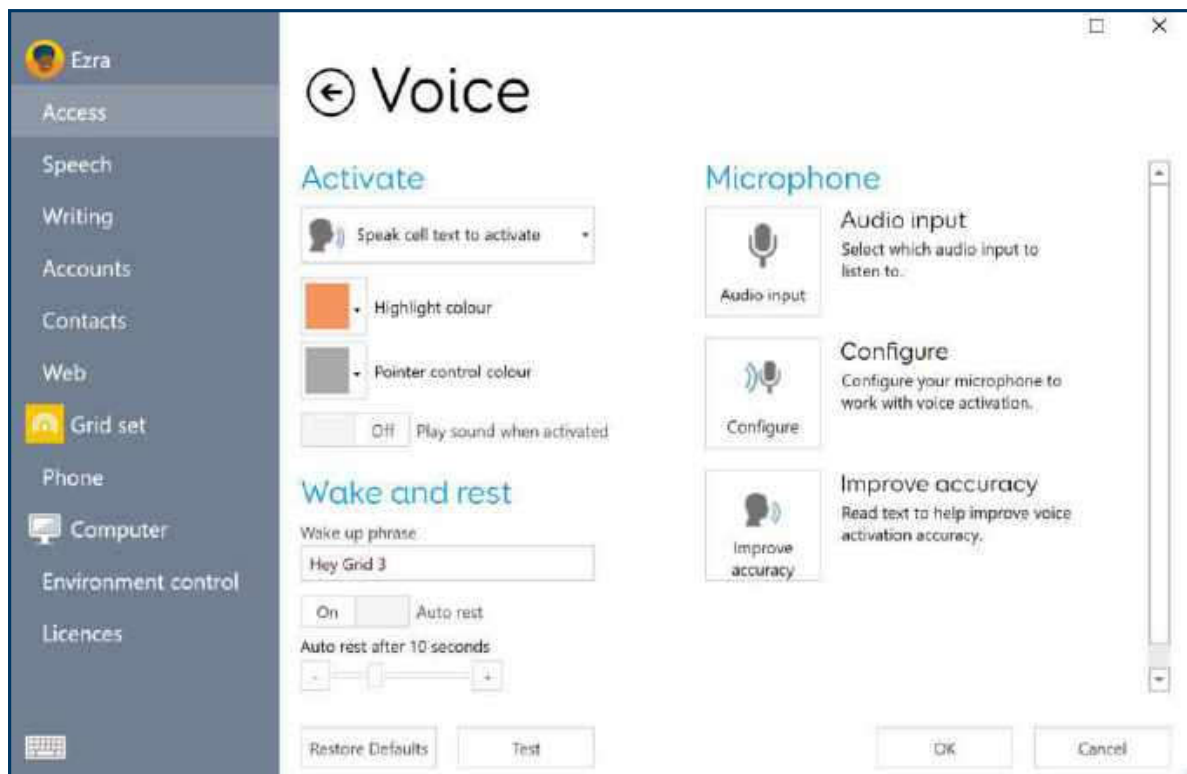 Ezra
Access
Speech
Writing
Accounts
Contacts
Web
Grid set
Phone
Computer
Environment control
Licences
Voice
Activate
Speak cell text to activate
Highlight colour
Pointer control colour
Off Play sound when activated
Wake and rest
Wake up phrase
Hey Grid 3
On Auto rest
Auto rest after 10 seconds
- +
Microphone
Audio input
Audio input
Select which audio input to
listen to.
Configure
Configure
Configure your microphone to
work with voice activation.
Improve
accuracy
Improve accuracy
Read text to help improve voice
activation accuracy.
Restore Defaults Test OK Cancel